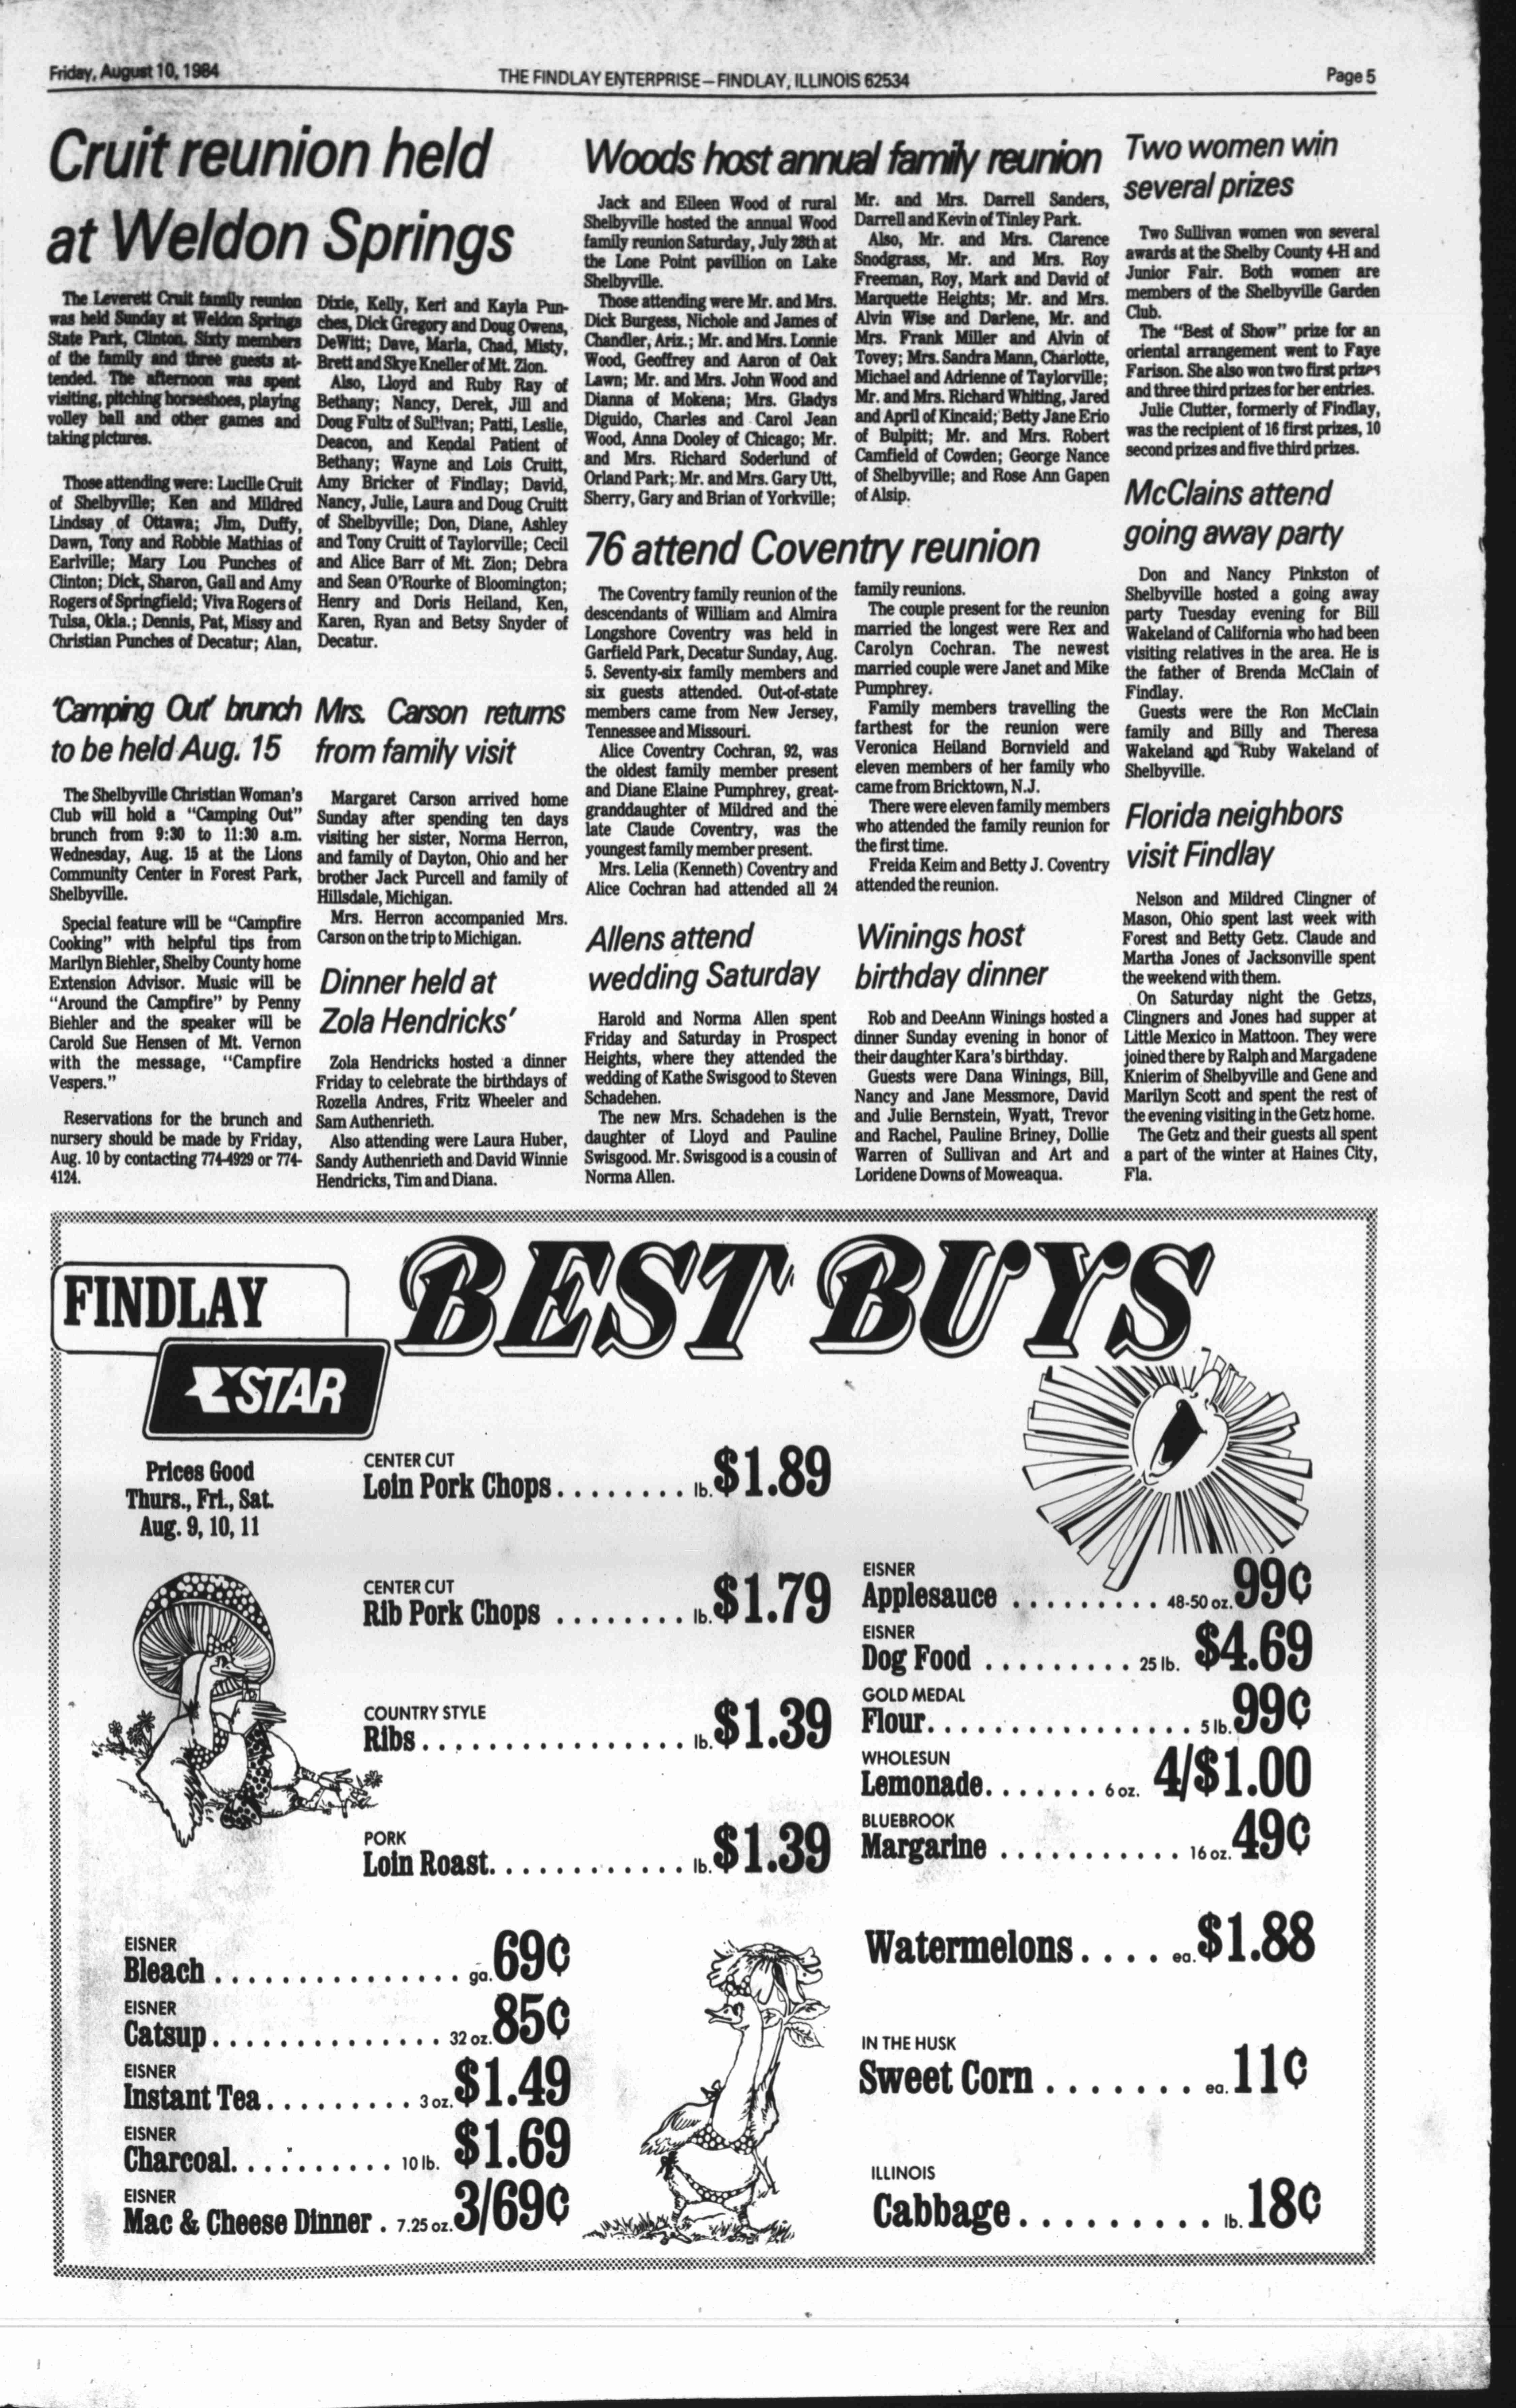 Friday, August 10, 1984
THE FINDLAY ENTERPRISE—FINDLAY, ILLINOIS 62534
Page 5
Cruit reunion held
at Weldon Springs
The Leverett Cruit family reunion
was held Sunday at Weldon Springs
State Park, Clinton. Sixty members
of the family and three guests at-
tended. The afternoon was spent
visiting, pitching horseshoes, playing
volley ball and other games and
taking pictures.
Those attending were: Lucille Cruit
of Shelbyville; Ken and Mildred
Lindsay of Ottawa; Jim, Duffy,
Dawn, Tony and Robbie Mathias of
Earlville; Mary Lou Punches of
Clinton; Dick, Sharon, Gail and Amy
Rogers of Springfield; Viva Rogers of
Tulsa, Okla.; Dennis, Pat, Missy and
Christian Punches of Decatur; Alan,
Dixie, Kelly, Keri and Kayla Pun-
ches, Dick Gregory and Doug Owens,
DeWitt; Dave, Marla, Chad, Misty,
Brett and Skye Kneller of Mt. Zion.
Also, Lloyd and Ruby Ray of
Bethany; Nancy, Derek, Jill and
Doug Fultz of Sullivan; Patti, Leslie,
Deacon, and Kendal Patient of
Bethany; Wayne and Lois Cruitt,
Amy Bricker of Findlay; David,
Nancy, Julie, Laura and Doug Cruitt
of Shelbyville; Don, Diane, Ashley
and Tony Cruitt of Taylorville; Cecil
and Alice Barr of Mt. Zion; Debra
and Sean O'Rourke of Bloomington;
Henry and Doris Heiland, Ken,
Karen, Ryan and Betsy Snyder of
Decatur.
'Camping Out' brunch
to be held Aug. 15
The Shelbyville Christian Woman's
Club will hold a "Camping Out"
brunch from 9:30 to 11:30 a.m.
Wednesday, Aug. 15 at the Lions
Community Center in Forest Park,
Shelbyville.
Special feature will be "Campfire
Cooking" with helpful tips from
Marilyn Biehler, Shelby County home
Extension Advisor. Music will be
"Around the Campfire" by Penny
Biehler and the speaker will be
Carold Sue Hensen of Mt. Vernon
with the message, "Campfire
Vespers."
Reservations for the brunch and
nursery should be made by Friday,
Aug. 10 by contacting 774-4929 or 774-
4124.
Mrs. Carson returns
from family visit
Margaret Carson arrived home
Sunday after spending ten days
visiting her sister, Norma Herron,
and family of Dayton, Ohio and her
brother Jack Purcell and family of
Hillsdale, Michigan.
Mrs. Herron accompanied Mrs.
Carson on the trip to Michigan.
Dinner held at
Zola Hendricks'
Zola Hendricks hosted a dinner
Friday to celebrate the birthdays of
Rozella Andres, Fritz Wheeler and
Sam Authenrieth.
Also attending were Laura Huber,
Sandy Authenrieth and David Winnie
Hendricks, Tim and Diana.
Woods host annual family reunion
Jack and Eileen Wood of rural
Shelbyville hosted the annual Wood
family reunion Saturday, July 28th at
the Lone Point pavillion on Lake
Shelbyville.
Those attending were Mr. and Mrs.
Dick Burgess, Nichole and James of
Chandler, Ariz.; Mr. and Mrs. Lonnie
Wood, Geoffrey and Aaron of Oak
Lawn; Mr. and Mrs. John Wood and
Dianna of Mokena; Mrs. Gladys
Diguido, Charles and Carol Jean
Wood, Anna Dooley of Chicago; Mr.
and Mrs. Richard Soderlund of
Orland Park; Mr. and Mrs. Gary Utt,
Sherry, Gary and Brian of Yorkville;
Mr. and Mrs. Darrell Sanders,
Darrell and Kevin of Tinley Park.
Also, Mr. and Mrs. Clarence
Snodgrass, Mr. and Mrs. Roy
Freeman, Roy, Mark and David of
Marquette Heights; Mr. and Mrs.
Alvin Wise and Darlene, Mr. and
Mrs. Frank Miller and Alvin of
Tovey; Mrs. Sandra Mann, Charlotte,
Michael and Adrienne of Taylorville;
Mr. and Mrs. Richard Whiting, Jared
and April of Kincaid; Betty Jane Erio
of Bulpitt; Mr. and Mrs. Robert
Camfield of Cowden; George Nance
of Shelbyville; and Rose Ann Gapen
of Alsip.
76 attend Coventry reunion
The Coventry family reunion of the
descendants of William and Almira
Longshore Coventry was held in
Garfield Park, Decatur Sunday, Aug.
5. Seventy-six family members and
six guests attended. Out-of-state
members came from New Jersey,
Tennessee and Missouri.
Alice Coventry Cochran, 92, was
the oldest family member present
and Diane Elaine Pumphrey, great-
granddaughter of Mildred and the
late Claude Coventry, was the
youngest family member present.
Mrs. Lelia (Kenneth) Coventry and
Alice Cochran had attended all 24
family reunions.
The couple present for the reunion
married the longest were Rex and
Carolyn Cochran. The newest
married couple were Janet and Mike
Pumphrey.
Family members travelling the
farthest for the reunion were
Veronica Heiland Bornvield and
eleven members of her family who
came from Bricktown, N.J.
There were eleven family members
who attended the family reunion for
the first time.
Freida Keim and Betty J. Coventry
attended the reunion.
Allens attend
wedding Saturday
Harold and Norma Allen spent
Friday and Saturday in Prospect
Heights, where they attended the
wedding of Kathe Swisgood to Steven
Schadehen.
The new Mrs. Schadehen is the
daughter of Lloyd and Pauline
Swisgood. Mr. Swisgood is a cousin of
Norma Allen.
Winings host
birthday dinner
Rob and DeeAnn Winings hosted a
dinner Sunday evening in honor of
their daughter Kara's birthday.
Guests were Dana Winings, Bill,
Nancy and Jane Messmore, David
and Julie Bernstein, Wyatt, Trevor
and Rachel, Pauline Briney, Dollie
Warren of Sullivan and Art and
Loridene Downs of Moweaqua.
Two women win
several prizes
Two Sullivan women won several
awards at the Shelby County 4-H and
Junior Fair. Both women are
members of the Shelbyville Garden
Club.
The "Best of Show" prize for an
oriental arrangement went to Faye
Farison. She also won two first prizes
and three third prizes for her entries.
Julie Clutter, formerly of Findlay,
was the recipient of 16 first prizes, 10
second prizes and five third prizes.
McClains attend
going away party
Don and Nancy Pinkston of
Shelbyville hosted a going away
party Tuesday evening for Bill
Wakeland of California who had been
visiting relatives in the area. He is
the father of Brenda McClain of
Findlay.
Guests were the Ron McClain
family and Billy and Theresa
Wakeland and Ruby Wakeland of
Shelbyville.
Florida neighbors
visit Findlay
Nelson and Mildred Clingner of
Mason, Ohio spent last week with
Forest and Betty Getz. Claude and
Martha Jones of Jacksonville spent
the weekend with them.
On Saturday night the Getzs,
Clingners and Jones had supper at
Little Mexico in Mattoon. They were
joined there by Ralph and Margadene
Knierim of Shelbyville and Gene and
Marilyn Scott and spent the rest of
the evening visiting in the Getz home.
The Getz and their guests all spent
a part of the winter at Haines City,
Fla.
FINDLAY
STAR
BEST BUYS
Prices Good
Thurs., Fri., Sat.
Aug. 9, 10, 11
CENTER CUT
Loin Pork Chops ........ lb. $1.89
CENTER CUT
Rib Pork Chops ........ lb. $1.79
COUNTRY STYLE
Ribs ................ lb. $1.39
PORK
Loin Roast ............ lb. $1.39
EISNER
Applesauce ......... 48-50 oz. 99¢
EISNER
Dog Food ......... 25 lb. $4.69
GOLD MEDAL
Flour ................ 5 lb. 99¢
WHOLESUN
Lemonade ....... 6 oz. 4/$1.00
BLUEBROOK
Margarine ........... 16 oz. 49¢
EISNER
Bleach ............... ga. 69¢
EISNER
Catsup .............. 32 oz. 85¢
EISNER
Instant Tea ......... 3 oz. $1.49
EISNER
Charcoal .......... 10 lb. $1.69
EISNER
Mac & Cheese Dinner . 7.25 oz. 3/69¢
Watermelons ..... ea. $1.88
IN THE HUSK
Sweet Corn ....... ea. 11¢
ILLINOIS
Cabbage ......... lb. 18¢